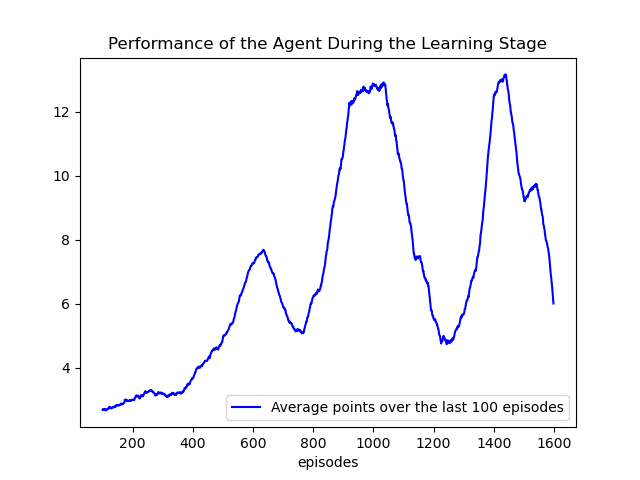 Performance of the Agent During the Learning Stage
12
10
8
6
4
Average points over the last 100 episodes
200 400 600 800 1000 1200 1400 1600
episodes